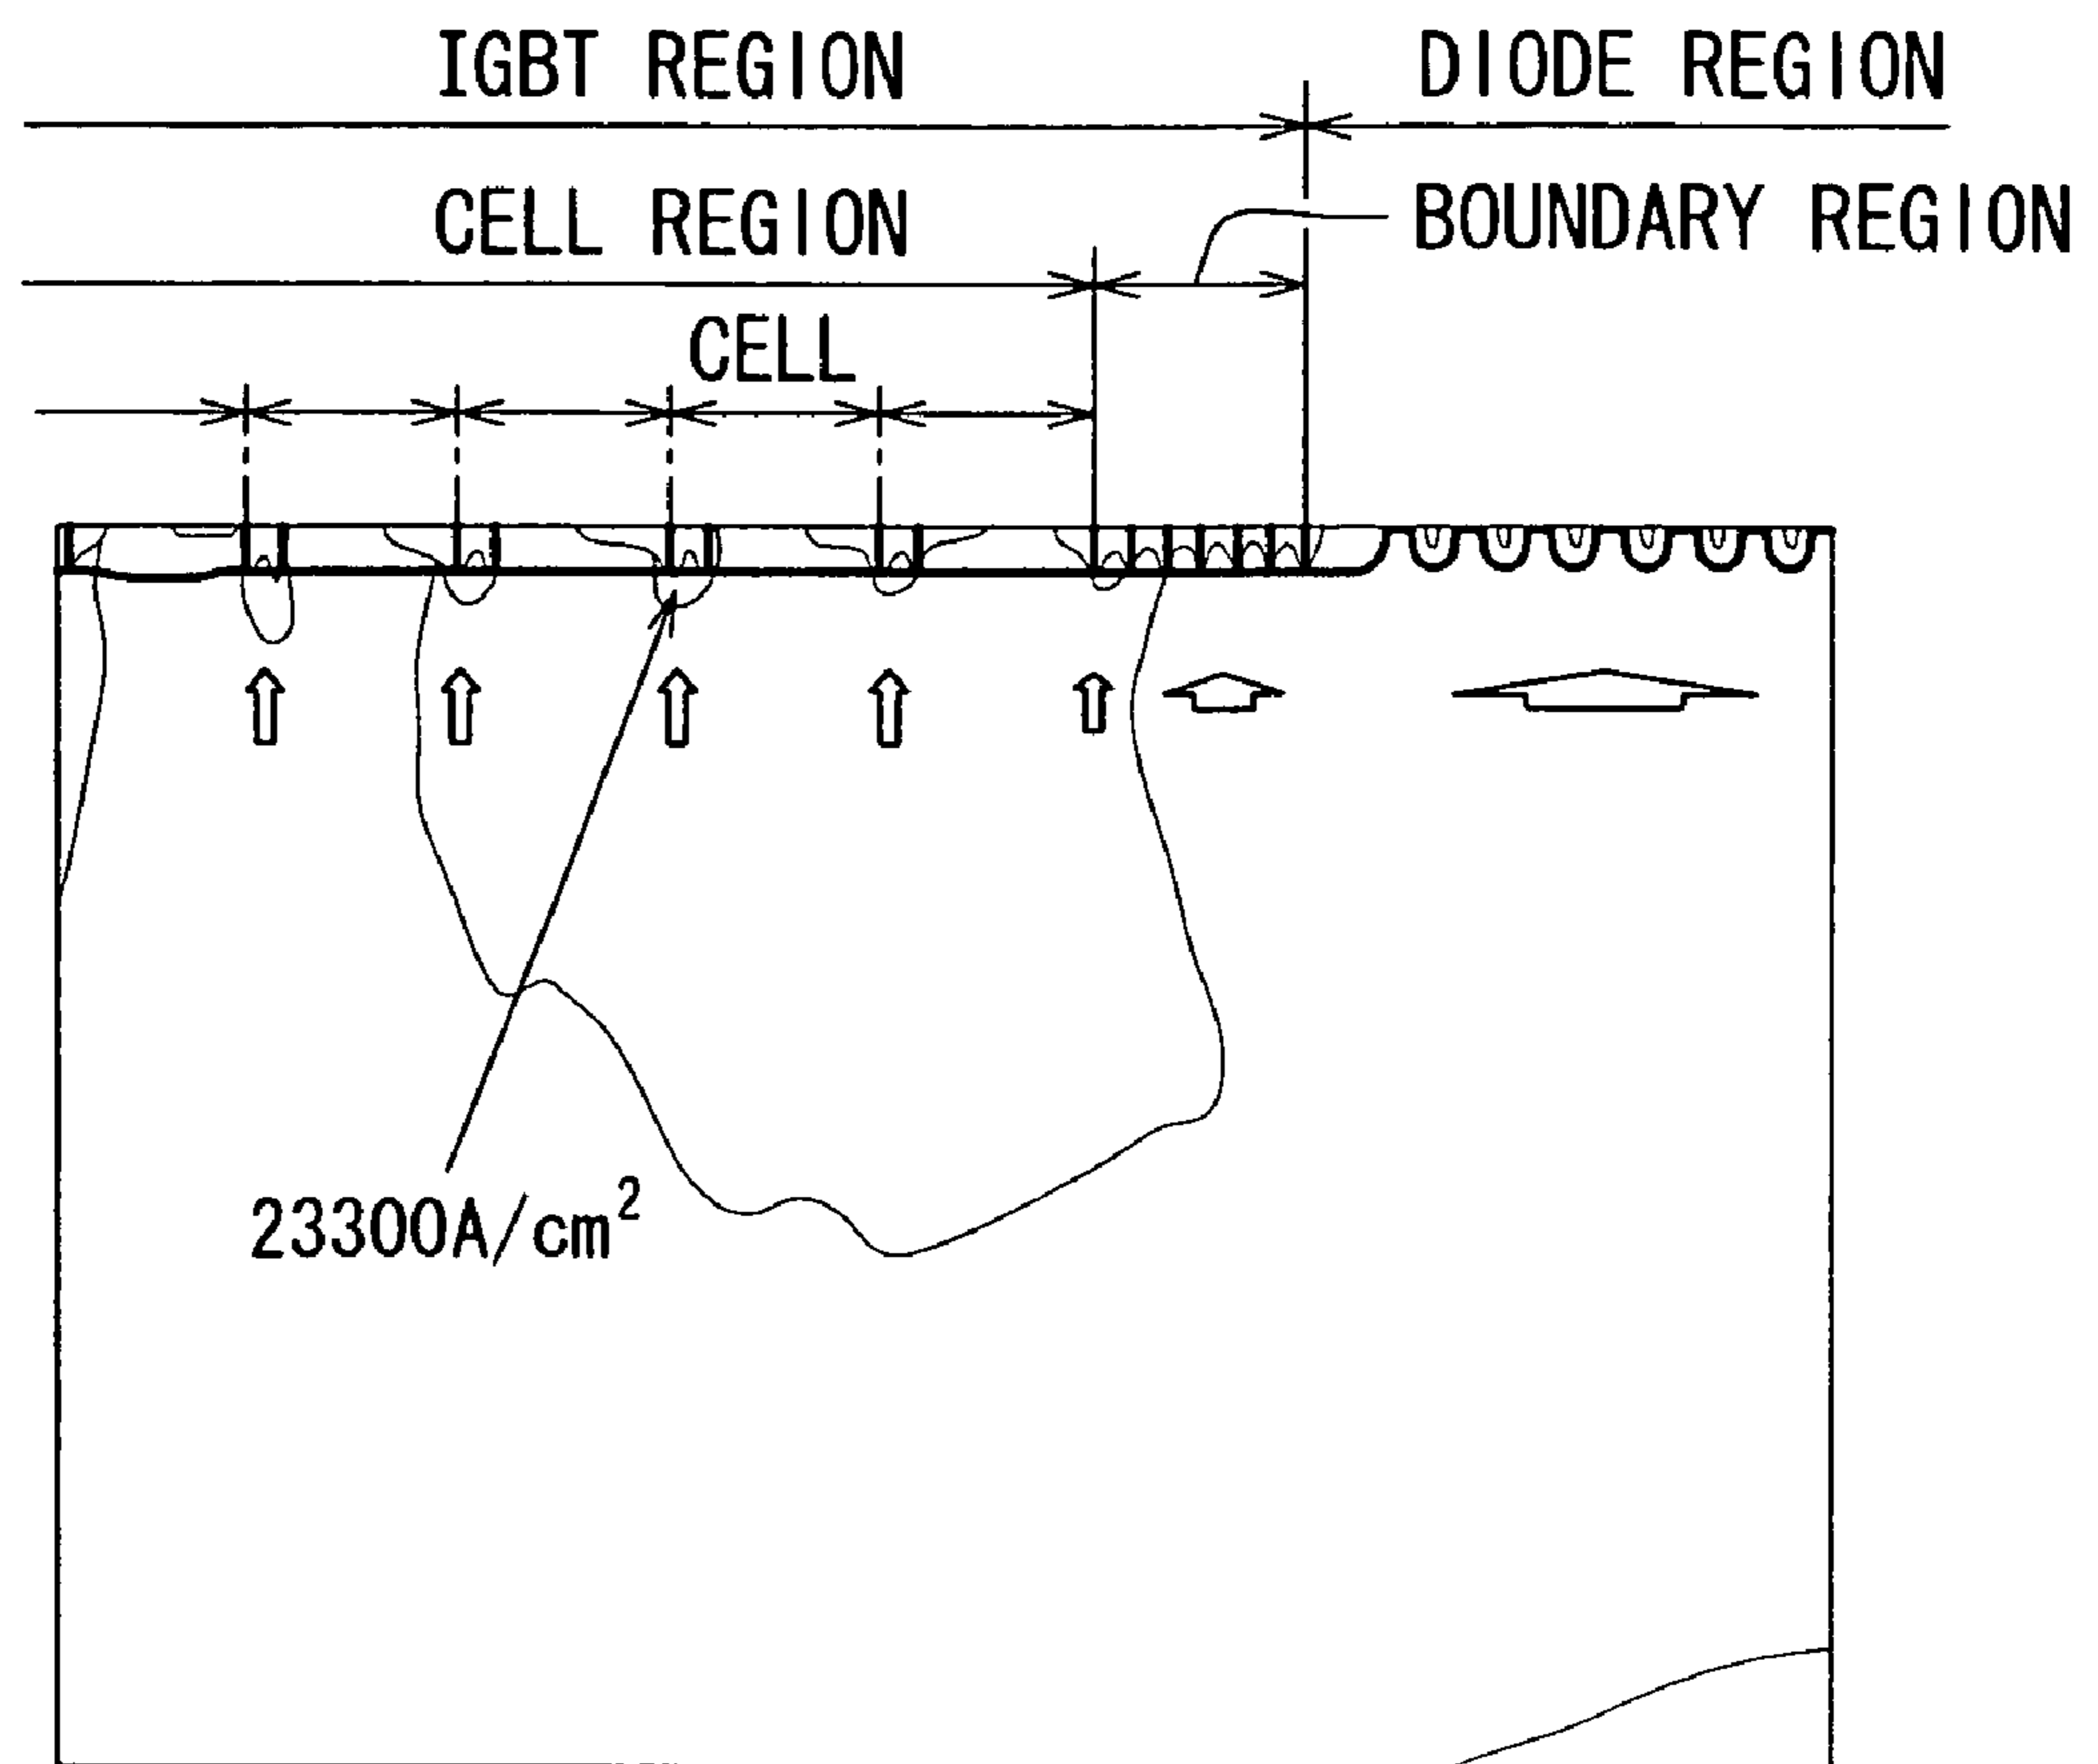 IGBT REGION DIODE REGION
CELL REGION BOUNDARY REGION
CELL
23300A/cm²